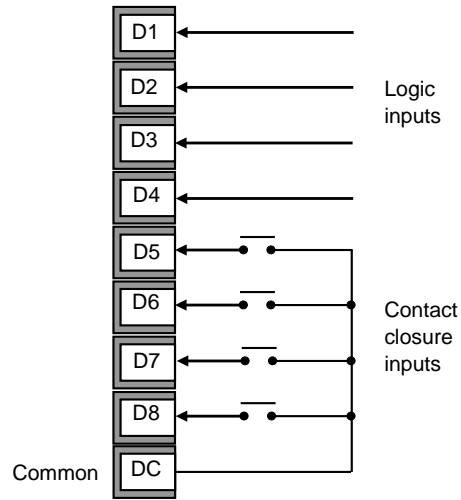 D1
D2
Logic
inputs
D3
D4
D5
D6
Contact
closure
inputs
D7
D8
Common
DC